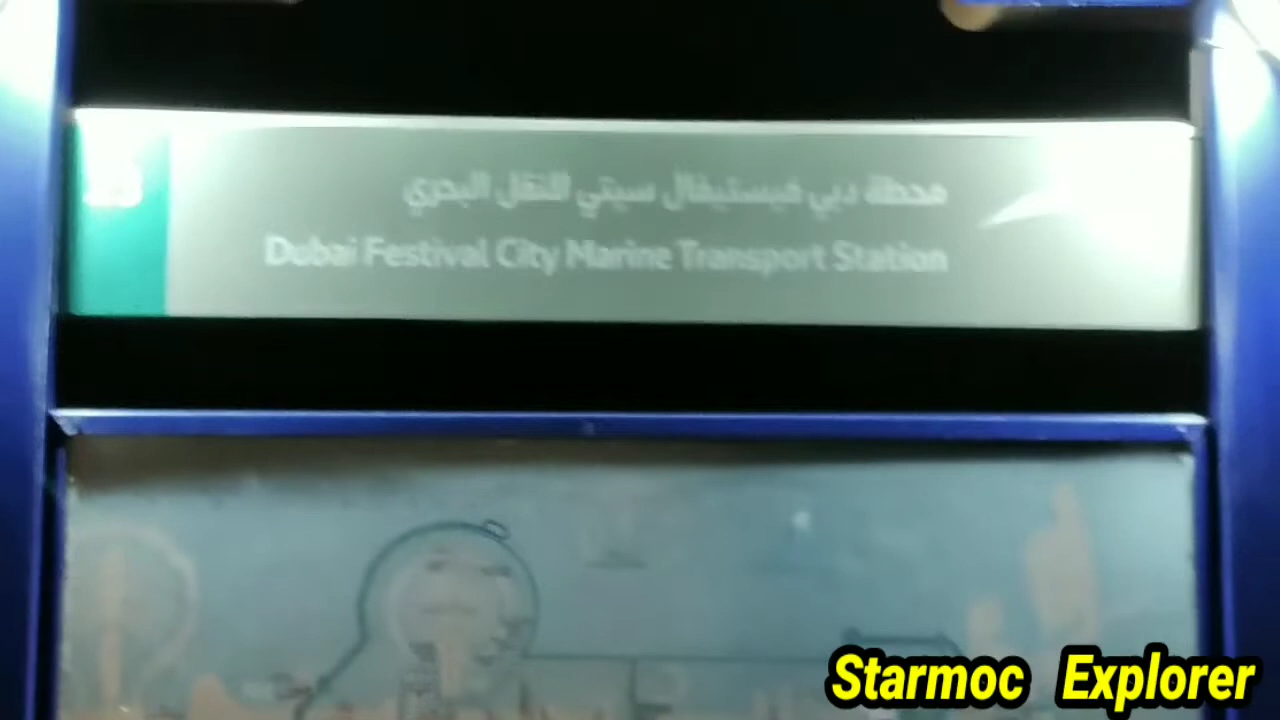 محطة دبي فيستيفال سيتي النقل البحري
Dubai Festival City Marine Transport Station
Starmoc Explorer